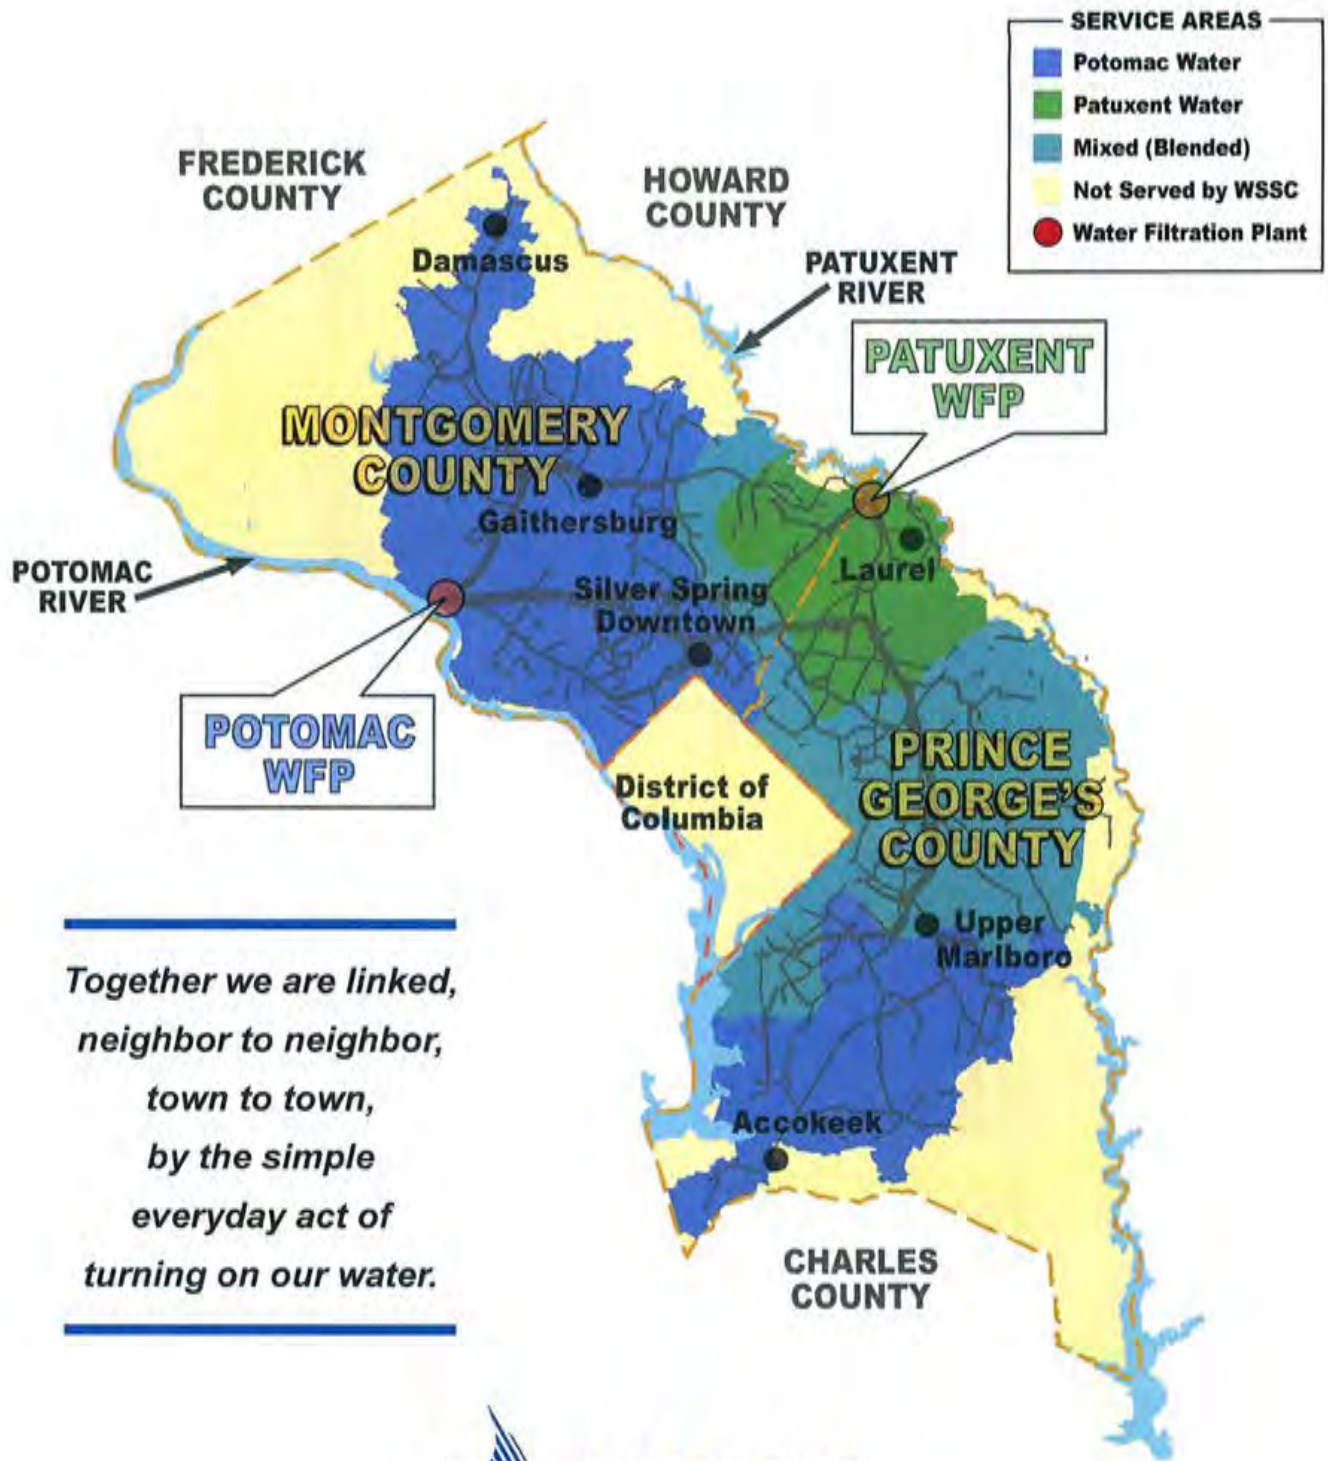 SERVICE AREAS
Potomac Water
Patuxent Water
Mixed (Blended)
Not Served by WSSC
Water Filtration Plant
FREDERICK
COUNTY
HOWARD
COUNTY
Damascus
PATUXENT
RIVER
PATUXENT
WFP
MONTGOMERY
COUNTY
Gaithersburg
POTOMAC
RIVER
Laurel
Silver Spring
Downtown
POTOMAC
WFP
District of
Columbia
PRINCE
GEORGE'S
COUNTY
Upper
Marlboro
Together we are linked,
neighbor to neighbor,
town to town,
by the simple
everyday act of
turning on our water.
Accokeek
CHARLES
COUNTY